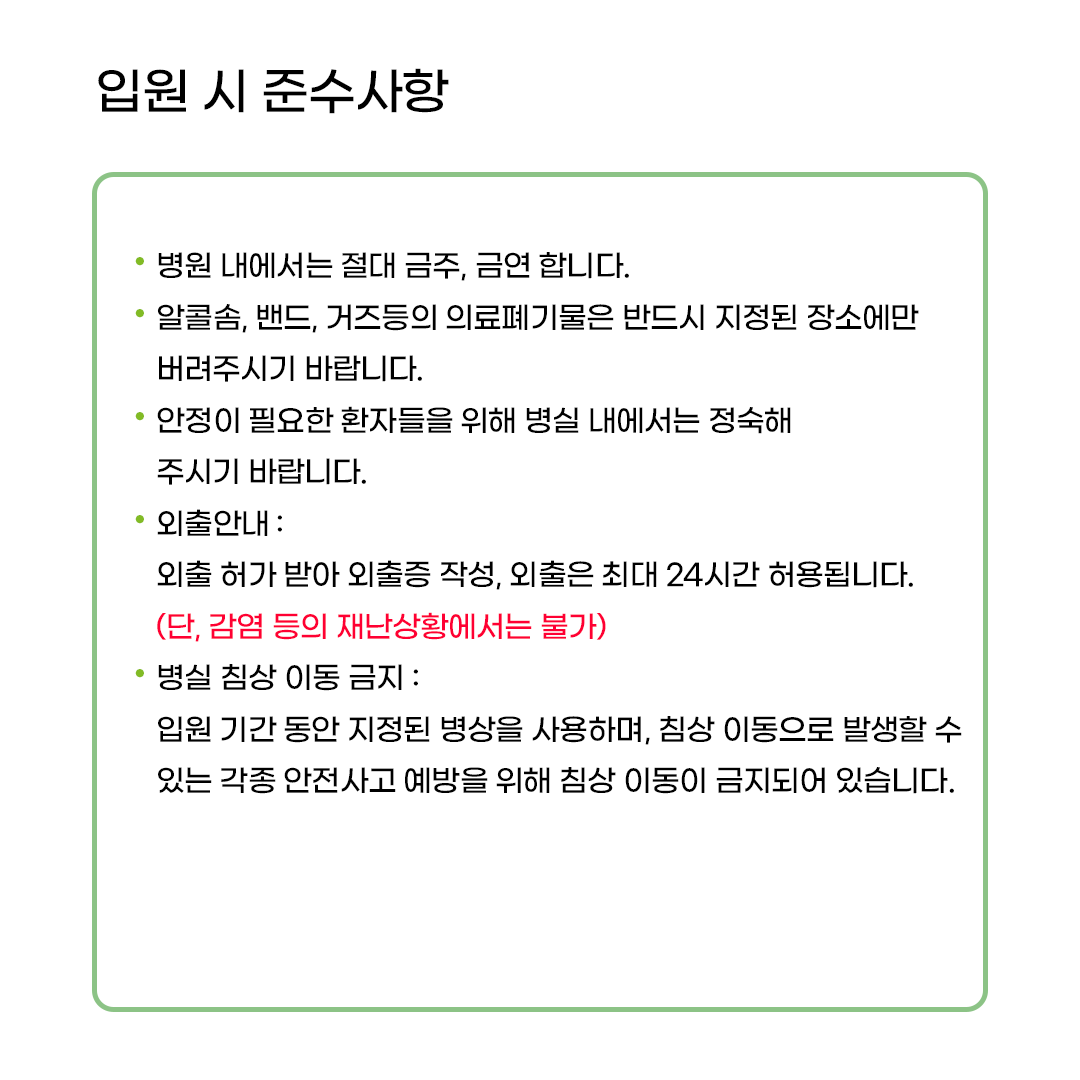 입원 시 준수사항
• 병원 내에서는 절대 금주, 금연 합니다.
• 알콜솜, 밴드, 거즈등의 의료폐기물은 반드시 지정된 장소에만
버려주시기 바랍니다.
• 안정이 필요한 환자들을 위해 병실 내에서는 정숙해
주시기 바랍니다.
• 외출안내 :
외출 허가 받아 외출증 작성, 외출은 최대 24시간 허용됩니다.
(단, 감염 등의 재난상황에서는 불가)
• 병실 침상 이동 금지 :
입원 기간 동안 지정된 병상을 사용하며, 침상 이동으로 발생할 수
있는 각종 안전사고 예방을 위해 침상 이동이 금지되어 있습니다.